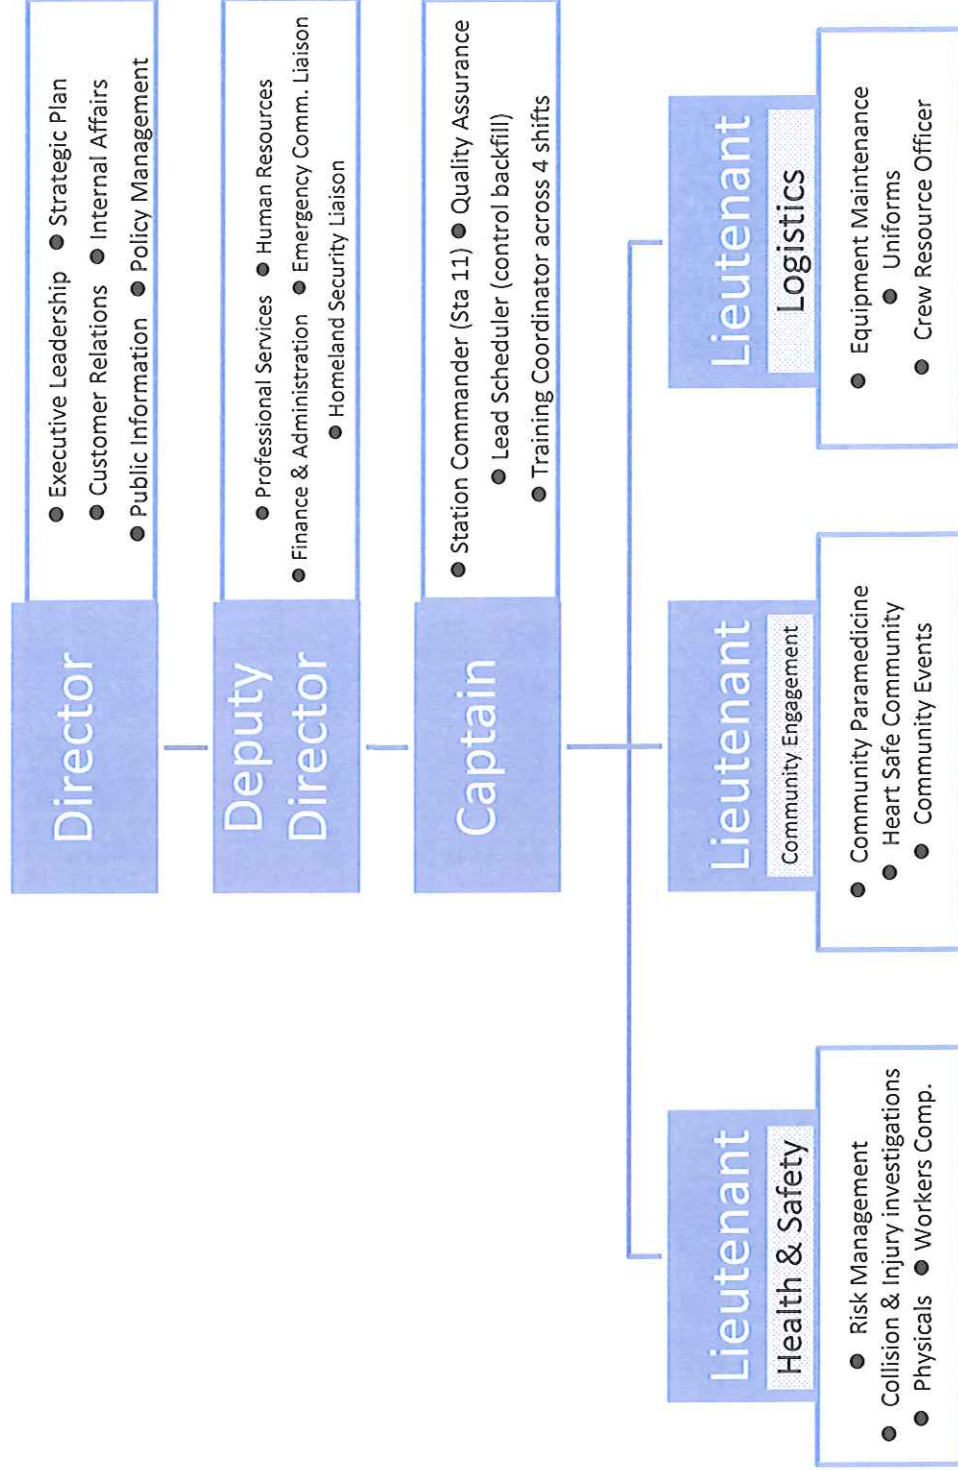 Director
● Executive Leadership ● Strategic Plan
● Customer Relations ● Internal Affairs
● Public Information ● Policy Management
Deputy
Director
● Professional Services ● Human Resources
● Finance & Administration ● Emergency Comm. Liaison
● Homeland Security Liaison
Captain
● Station Commander (Sta 11) ● Quality Assurance
● Lead Scheduler (control backfill)
● Training Coordinator across 4 shifts
Lieutenant
Health & Safety
● Risk Management
● Collision & Injury investigations
● Physicals ● Workers Comp.
Lieutenant
Community Engagement
● Community Paramedicine
● Heart Safe Community
● Community Events
Lieutenant
Logistics
● Equipment Maintenance
● Uniforms
● Crew Resource Officer